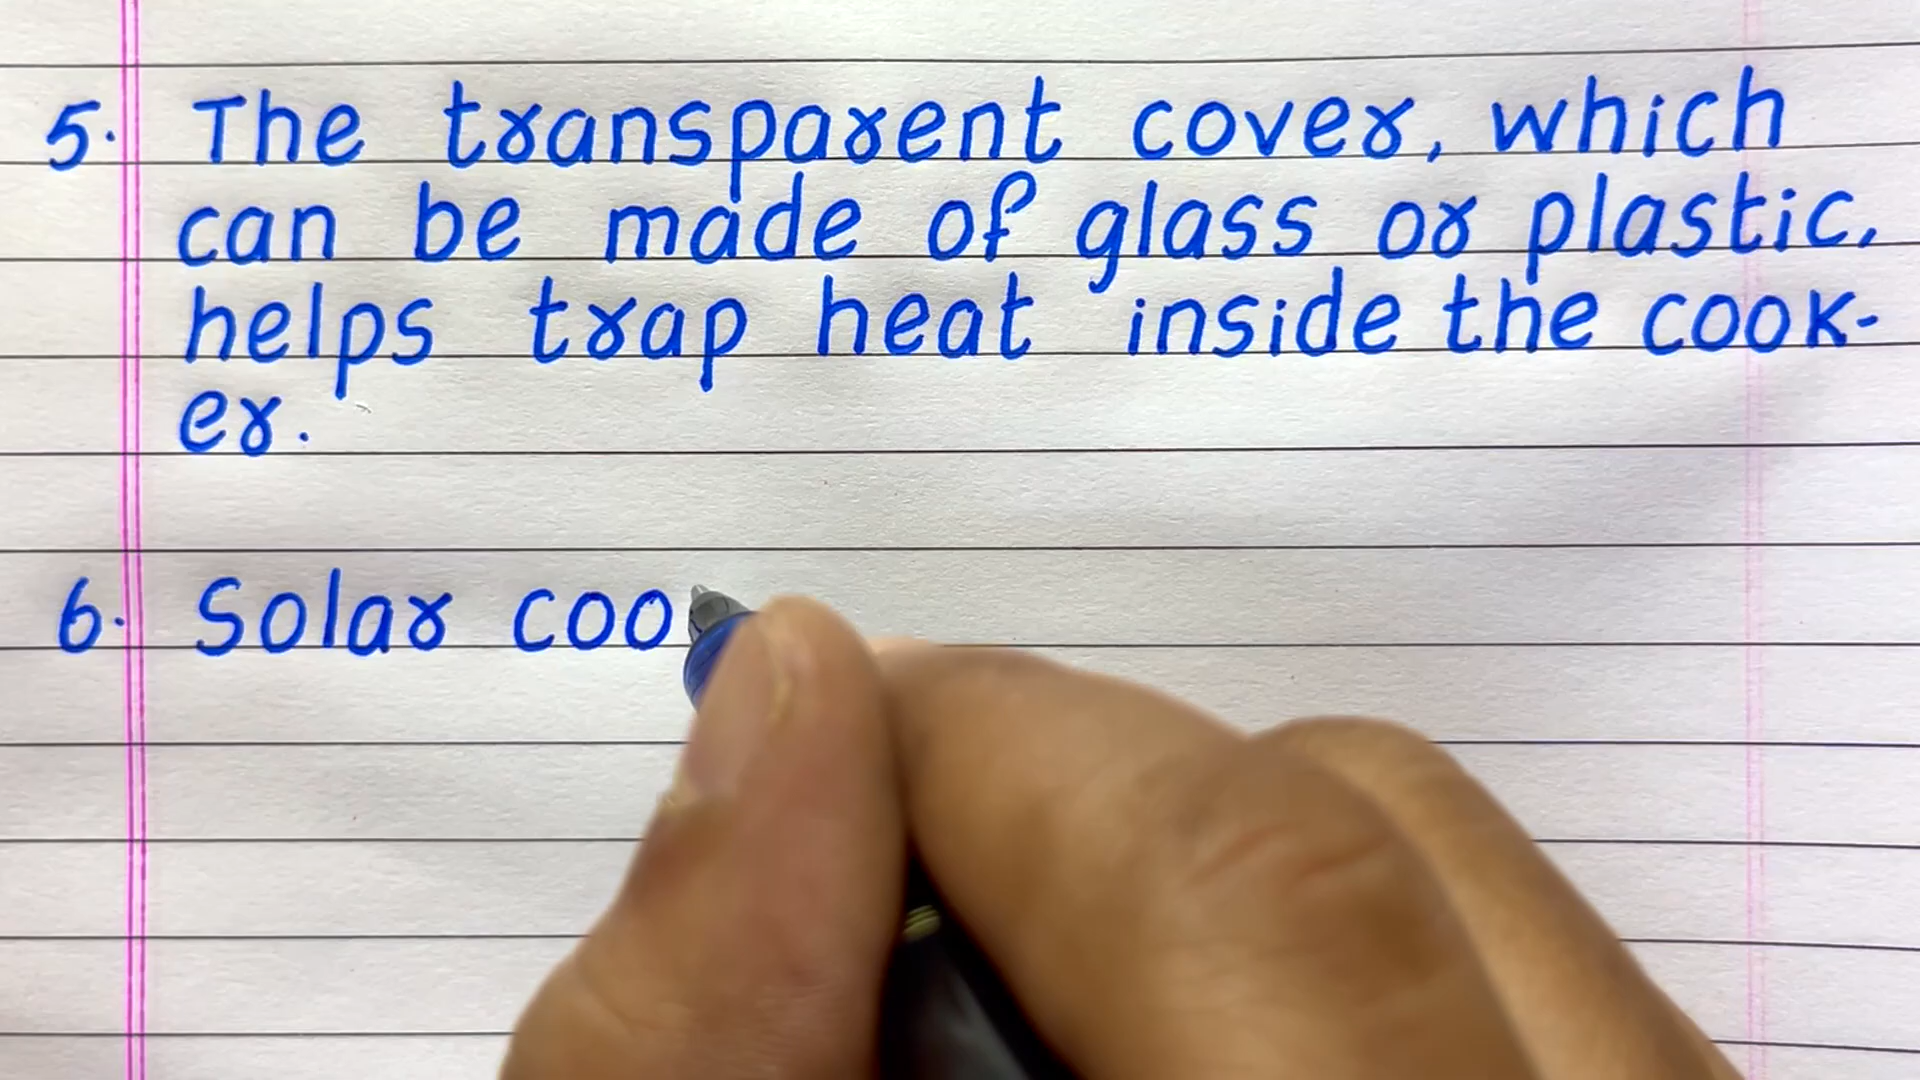 5. The transparent cover, which
can be made of glass or plastic,
helps trap heat inside the cook-
er.
6. Solar coo